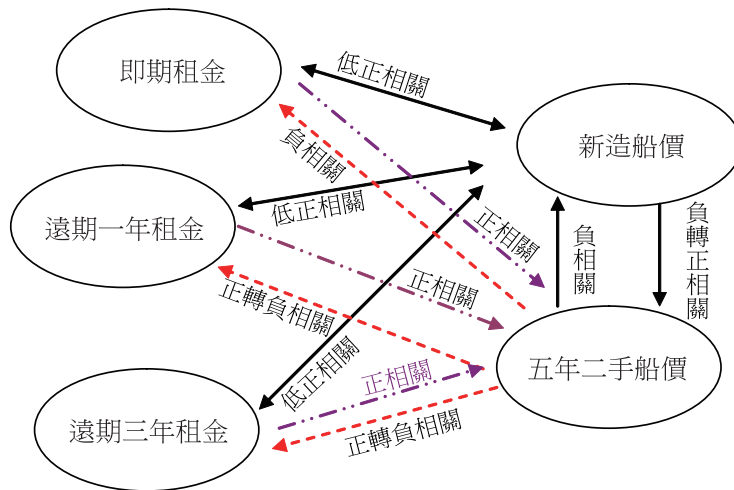 即期租金
低正相關
新造船價
負相關
遠期一年租金
低正相關
正相關
負相關
負轉正相關
正相關
正轉負相關
低正相關
五年二手船價
正相關
遠期三年租金
正轉負相關